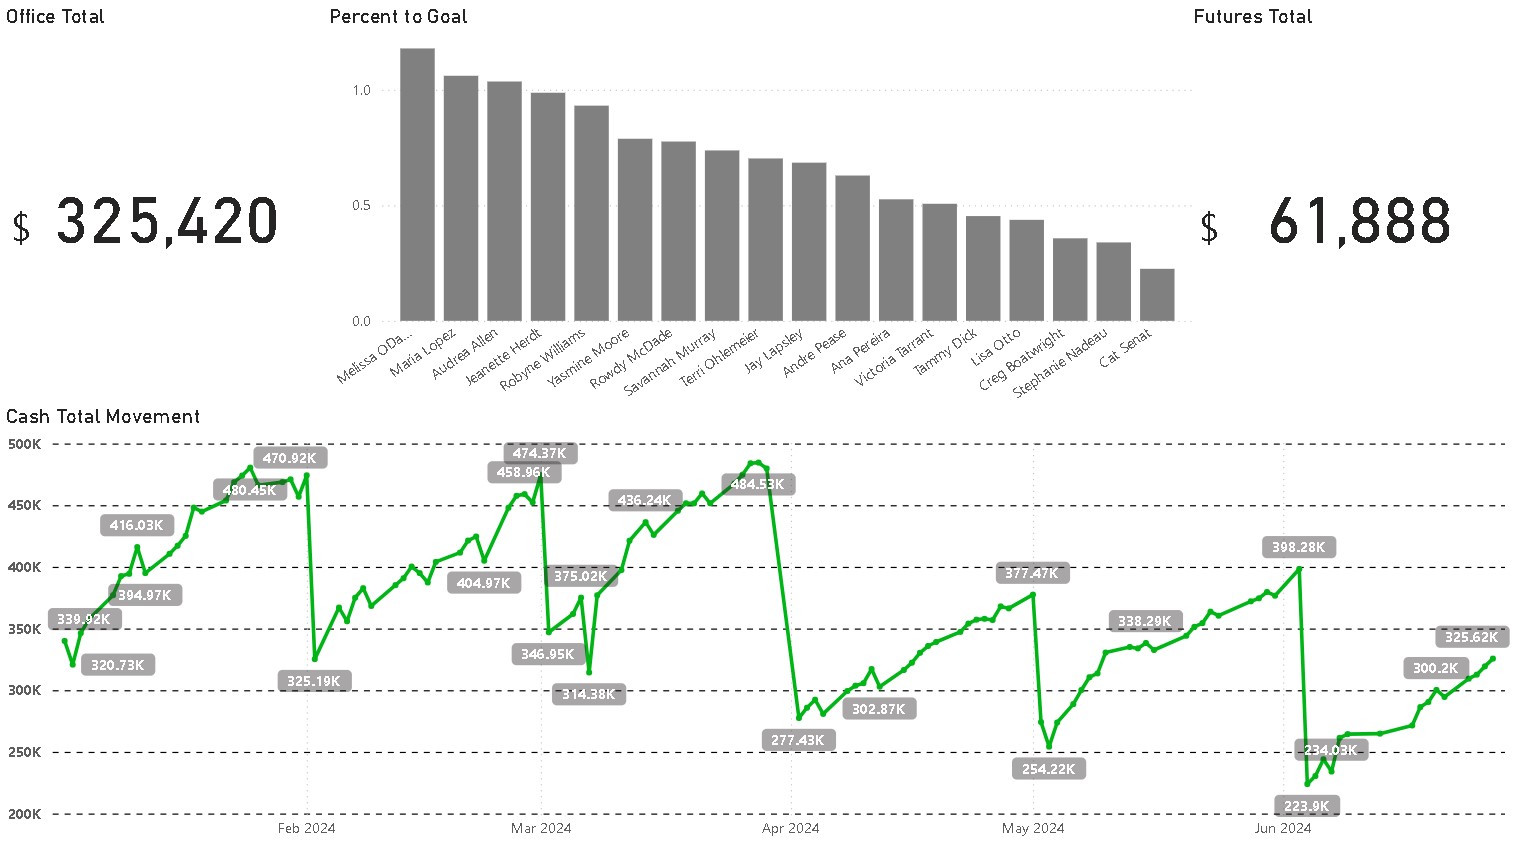 Office Total
Percent to Goal
Futures Total
1.0
0.5
0.0
$ 325,420
$ 61,888
Melissa ODa...
Maria Lopez
Audrea Allen
Jeanette Herdt
Robyne Williams
Yasmine Moore
Rowdy McDade
Savannah Murray
Terri Ohlemeier
Jay Lapsley
Andre Pease
Ana Pereira
Victoria Tarrant
Tammy Dick
Lisa Otto
Creg Boatwright
Stephanie Nadeau
Cat Senat
Cash Total Movement
500K
450K
400K
350K
300K
250K
200K
339.92K
320.73K
416.03K
394.97K
480.45K
470.92K
325.19K
404.97K
458.96K
474.37K
346.95K
375.02K
314.38K
436.24K
484.53K
277.43K
302.87K
377.47K
254.22K
338.29K
398.28K
223.9K
234.03K
300.2K
325.62K
Feb 2024
Mar 2024
Apr 2024
May 2024
Jun 2024